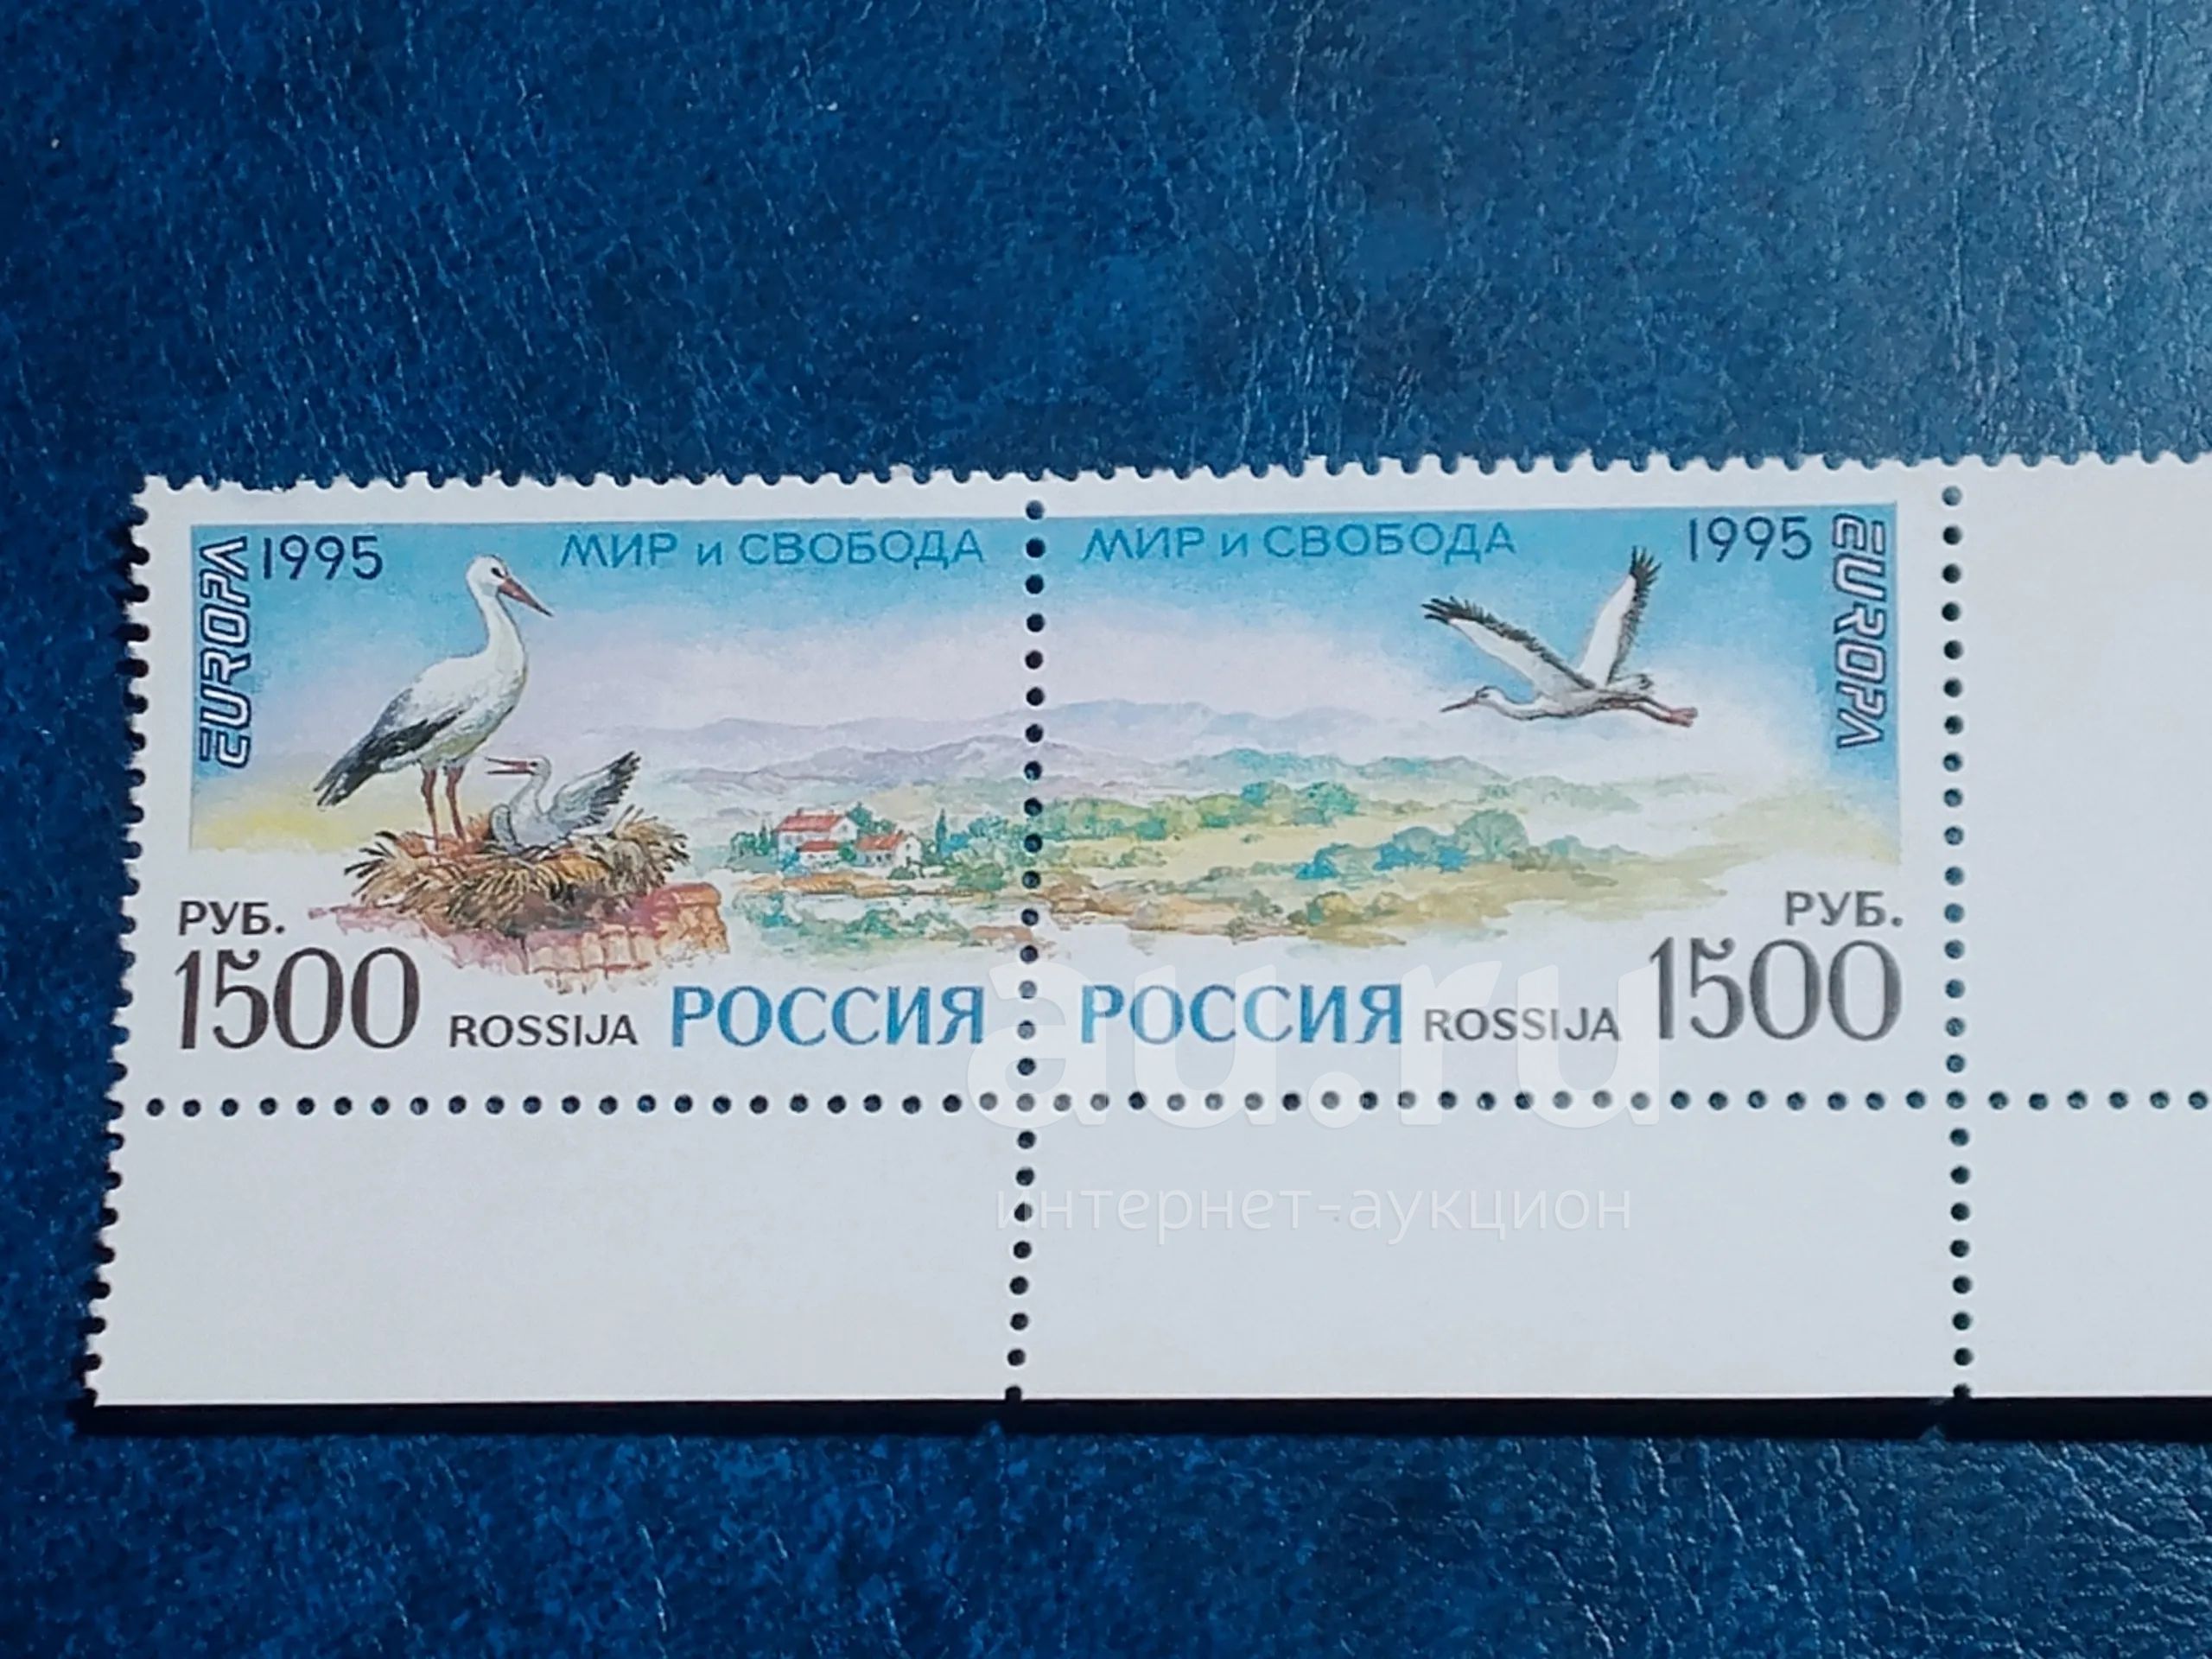 EUROPA
1995 МИР и СВОБОДА
РУБ.
1500 ROSSIJA РОССИЯ
МИР и СВОБОДА 1995
EUROPA
РУБ.
РОССИЯ ROSSIJA 1500
au.ru
интернет-аукцион